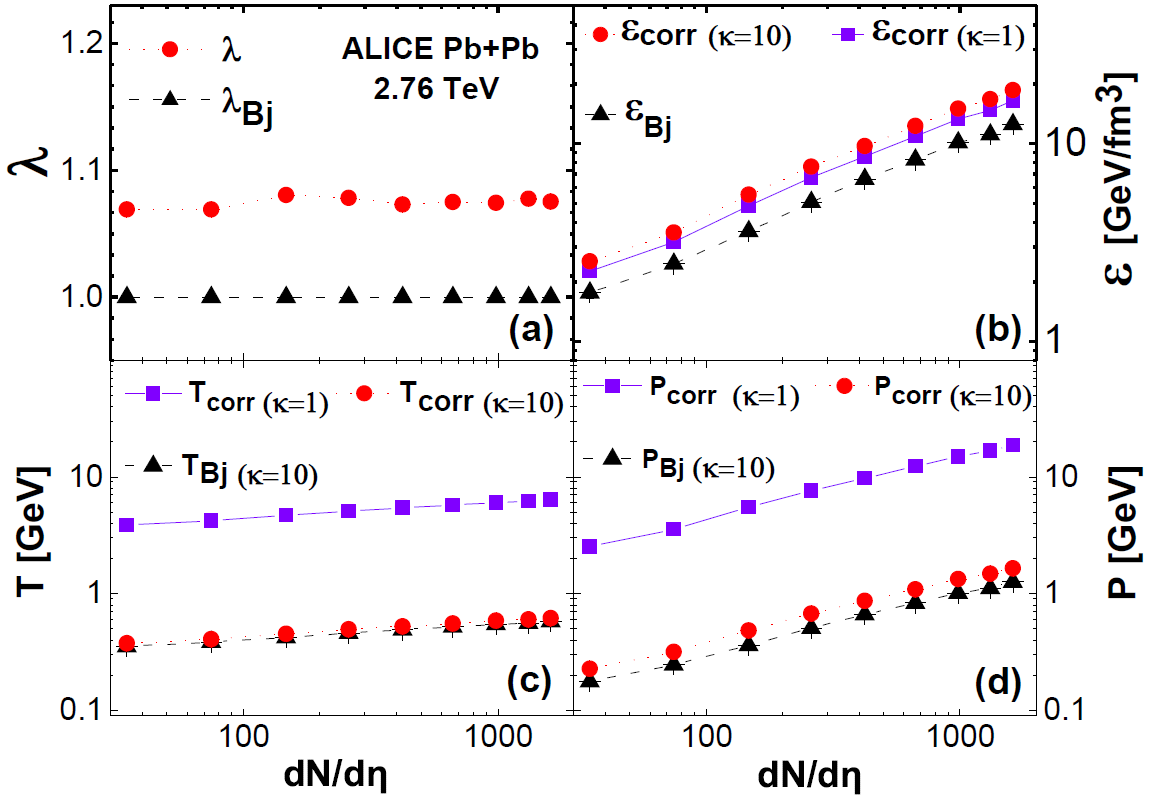 1.2
1.1
1.0
λ
λ
λBj
ALICE Pb+Pb
2.76 TeV
(a)
εcorr (κ=10)
εcorr (κ=1)
εBj
(b)
10
1
ε [GeV/fm³]
Tcorr (κ=1)
Tcorr (κ=10)
TBj (κ=10)
(c)
10
1
0.1
T [GeV]
100
1000
dN/dη
Pcorr (κ=1)
Pcorr (κ=10)
PBj (κ=10)
(d)
10
1
0.1
P [GeV]
100
1000
dN/dη